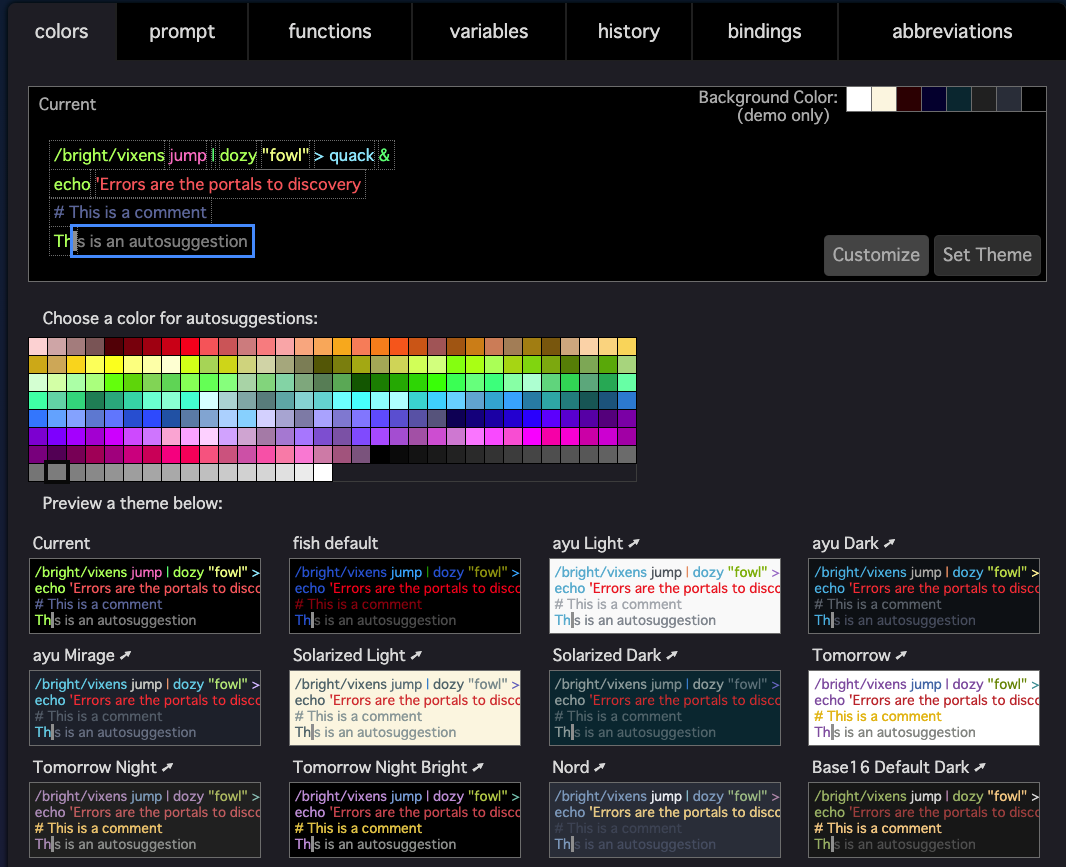 colors prompt functions variables history bindings abbreviations
Current
Background Color:
(demo only)
/bright/vixens jump | dozy "fowl" > quack &
echo 'Errors are the portals to discovery
# This is a comment
This is an autosuggestion
Customize Set Theme
Choose a color for autosuggestions:
Preview a theme below:
Current fish default ayu Light ➚ ayu Dark ➚
/bright/vixens jump | dozy "fowl" > /bright/vixens jump | dozy "fowl" > /bright/vixens jump | dozy "fowl" > /bright/vixens jump | dozy "fowl" >
echo 'Errors are the portals to disco echo 'Errors are the portals to disco echo 'Errors are the portals to disco echo 'Errors are the portals to disco
# This is a comment # This is a comment # This is a comment # This is a comment
This is an autosuggestion This is an autosuggestion This is an autosuggestion This is an autosuggestion
ayu Mirage ➚ Solarized Light ➚ Solarized Dark ➚ Tomorrow ➚
/bright/vixens jump | dozy "fowl" > /bright/vixens jump | dozy "fowl" > /bright/vixens jump | dozy "fowl" > /bright/vixens jump | dozy "fowl" >
echo 'Errors are the portals to disco echo 'Errors are the portals to disco echo 'Errors are the portals to disco echo 'Errors are the portals to disco
# This is a comment # This is a comment # This is a comment # This is a comment
This is an autosuggestion This is an autosuggestion This is an autosuggestion This is an autosuggestion
Tomorrow Night ➚ Tomorrow Night Bright ➚ Nord ➚ Base16 Default Dark ➚
/bright/vixens jump | dozy "fowl" > /bright/vixens jump | dozy "fowl" > /bright/vixens jump | dozy "fowl" > /bright/vixens jump | dozy "fowl" >
echo 'Errors are the portals to disco echo 'Errors are the portals to disco echo 'Errors are the portals to disco echo 'Errors are the portals to disco
# This is a comment # This is a comment # This is a comment # This is a comment
This is an autosuggestion This is an autosuggestion This is an autosuggestion This is an autosuggestion